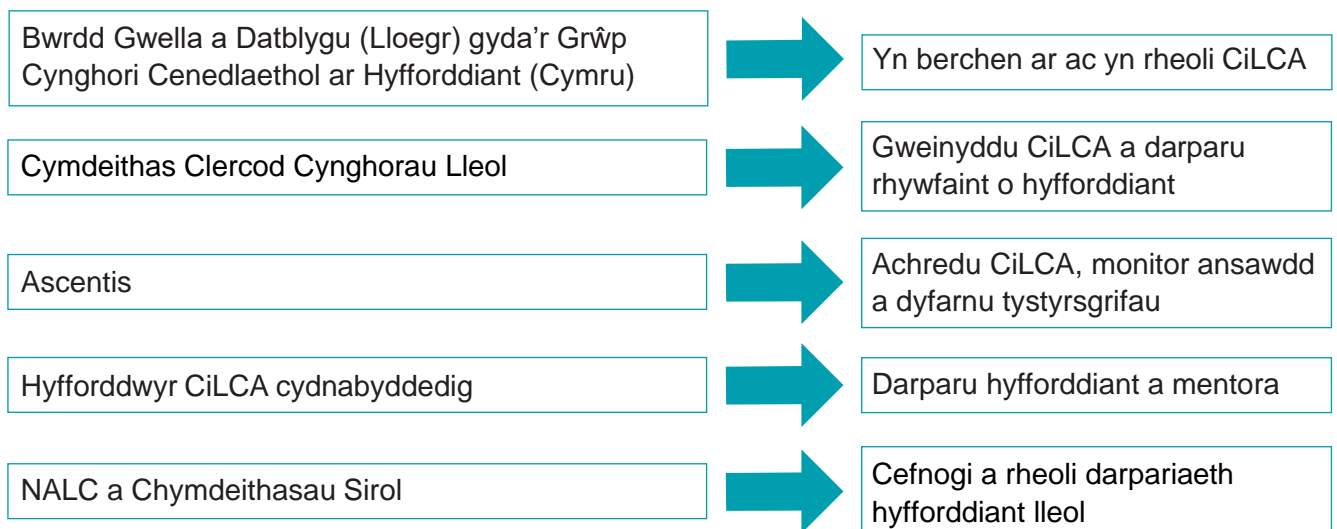 Bwrdd Gwella a Datblygu (Lloegr) gyda'r Grŵp
Cynghori Cenedlaethol ar Hyfforddiant (Cymru)
Yn berchen ar ac yn rheoli CiLCA
Cymdeithas Clercod Cynghorau Lleol
Gweinyddu CiLCA a darparu
rhywfaint o hyfforddiant
Ascentis
Achredu CiLCA, monitor ansawdd
a dyfarnu tystyrsgrifau
Hyfforddwyr CiLCA cydnabyddedig
Darparu hyfforddiant a mentora
NALC a Chymdeithasau Sirol
Cefnogi a rheoli darpariaeth
hyfforddiant lleol